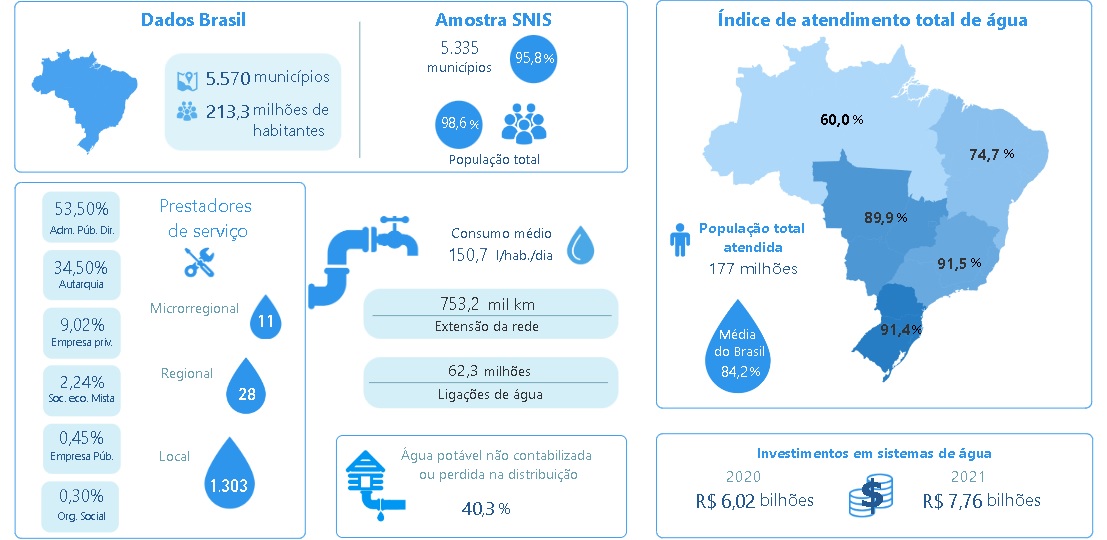 Dados Brasil
5.570 municípios
213,3 milhões de
habitantes
Amostra SNIS
5.335
municípios
95,8 %
98,6 %
População total
Índice de atendimento total de água
60,0 %
74,7 %
89,9 %
91,5 %
91,4%
População total
atendida
177 milhões
Média
do Brasil
84,2 %
53,50%
Adm. Púb. Dir.
34,50%
Autarquia
9,02%
Empresa priv.
2,24%
Soc. eco. Mista
0,45%
Empresa Púb.
0,30%
Org. Social
Prestadores
de serviço
Microrregional
11
Regional
28
Local
1.303
Consumo médio
150,7 l/hab./dia
753,2 mil km
Extensão da rede
62,3 milhões
Ligações de água
Água potável não contabilizada
ou perdida na distribuição
40,3 %
Investimentos em sistemas de água
2020
R$ 6,02 bilhões
$
2021
R$ 7,76 bilhões